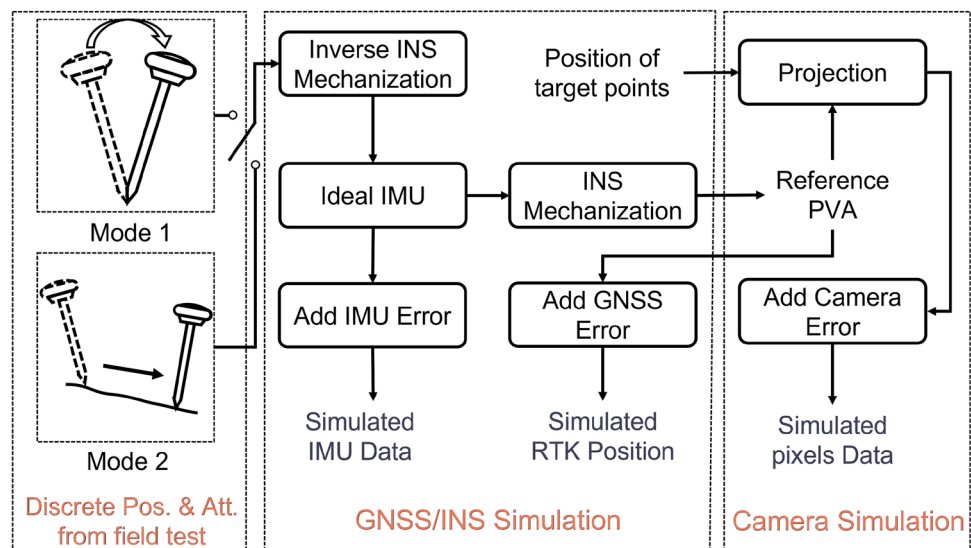 Mode 1
Mode 2
Discrete Pos. & Att.
from field test
Inverse INS
Mechanization
Ideal IMU
INS
Mechanization
Add IMU Error
Add GNSS
Error
Simulated
IMU Data
Simulated
RTK Position
GNSS/INS Simulation
Position of
target points
Projection
Reference
PVA
Add Camera
Error
Simulated
pixels Data
Camera Simulation